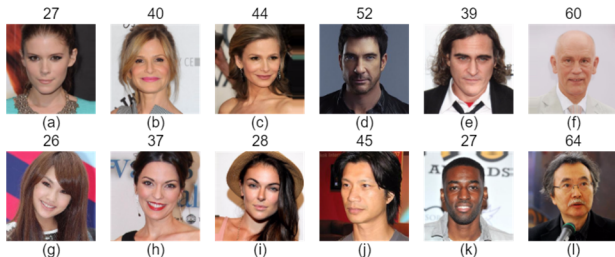 27 40 44 52 39 60
(a) (b) (c) (d) (e) (f)
26 37 28 45 27 64
(g) (h) (i) (j) (k) (l)